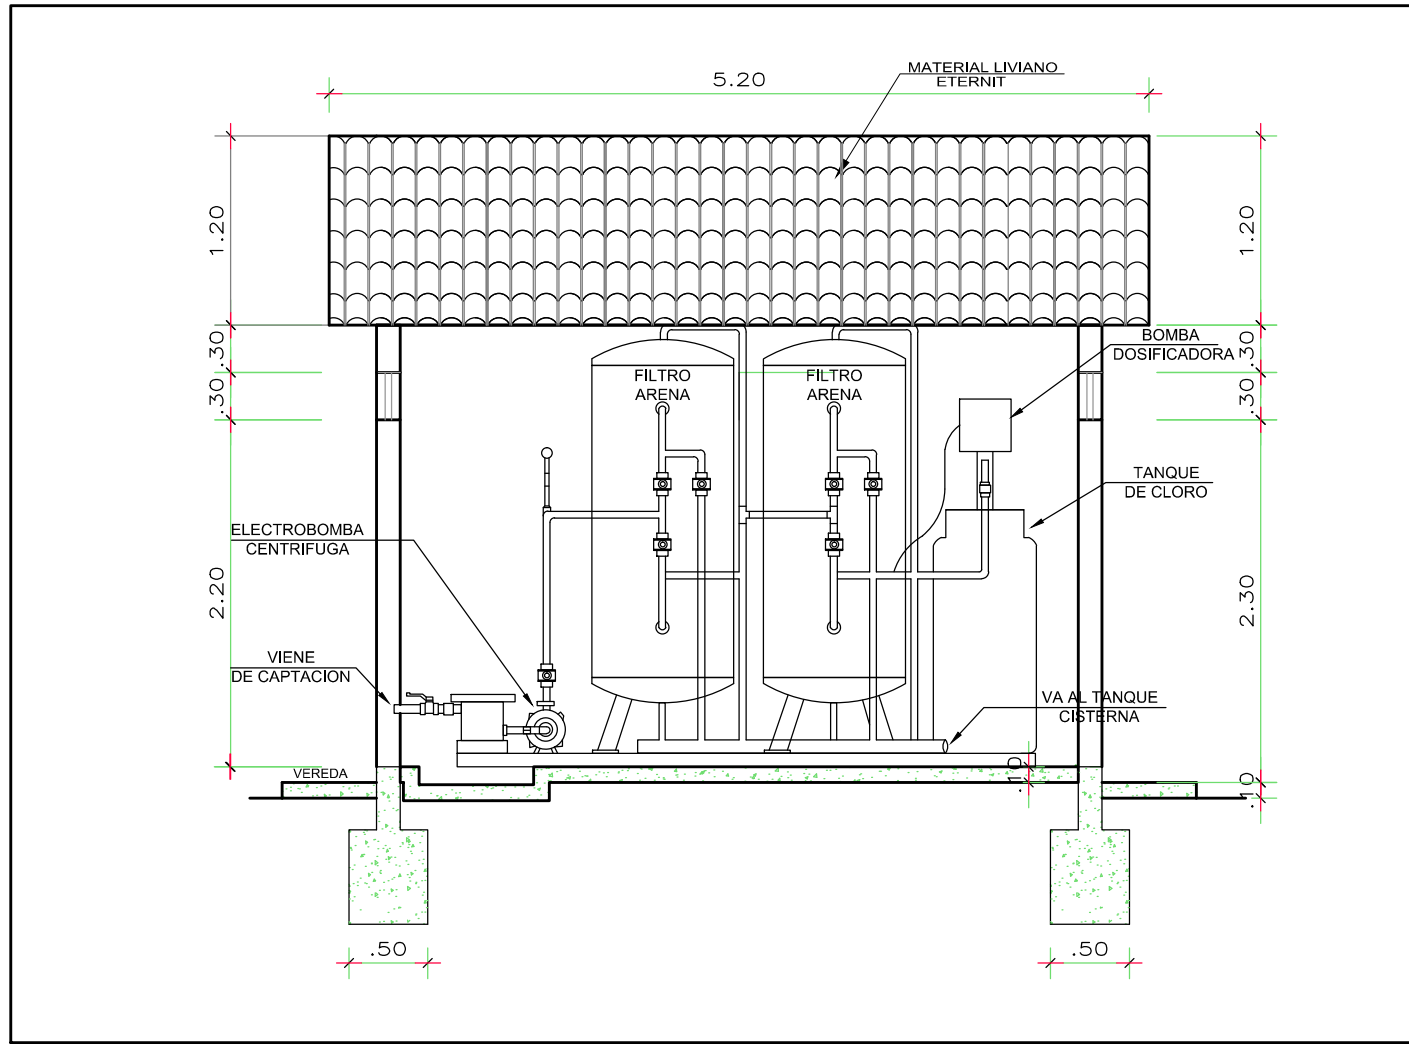 5.20
MATERIAL LIVIANO
ETERNIT
1.20
1.20
.30
.30
BOMBA
DOSIFICADORA
.30
.30
FILTRO
ARENA
FILTRO
ARENA
TANQUE
DE CLORO
ELECTROBOMBA
CENTRIFUGA
2.20
2.30
VIENE
DE CAPTACION
VA AL TANQUE
CISTERNA
VEREDA
.10
.10
.50
.50